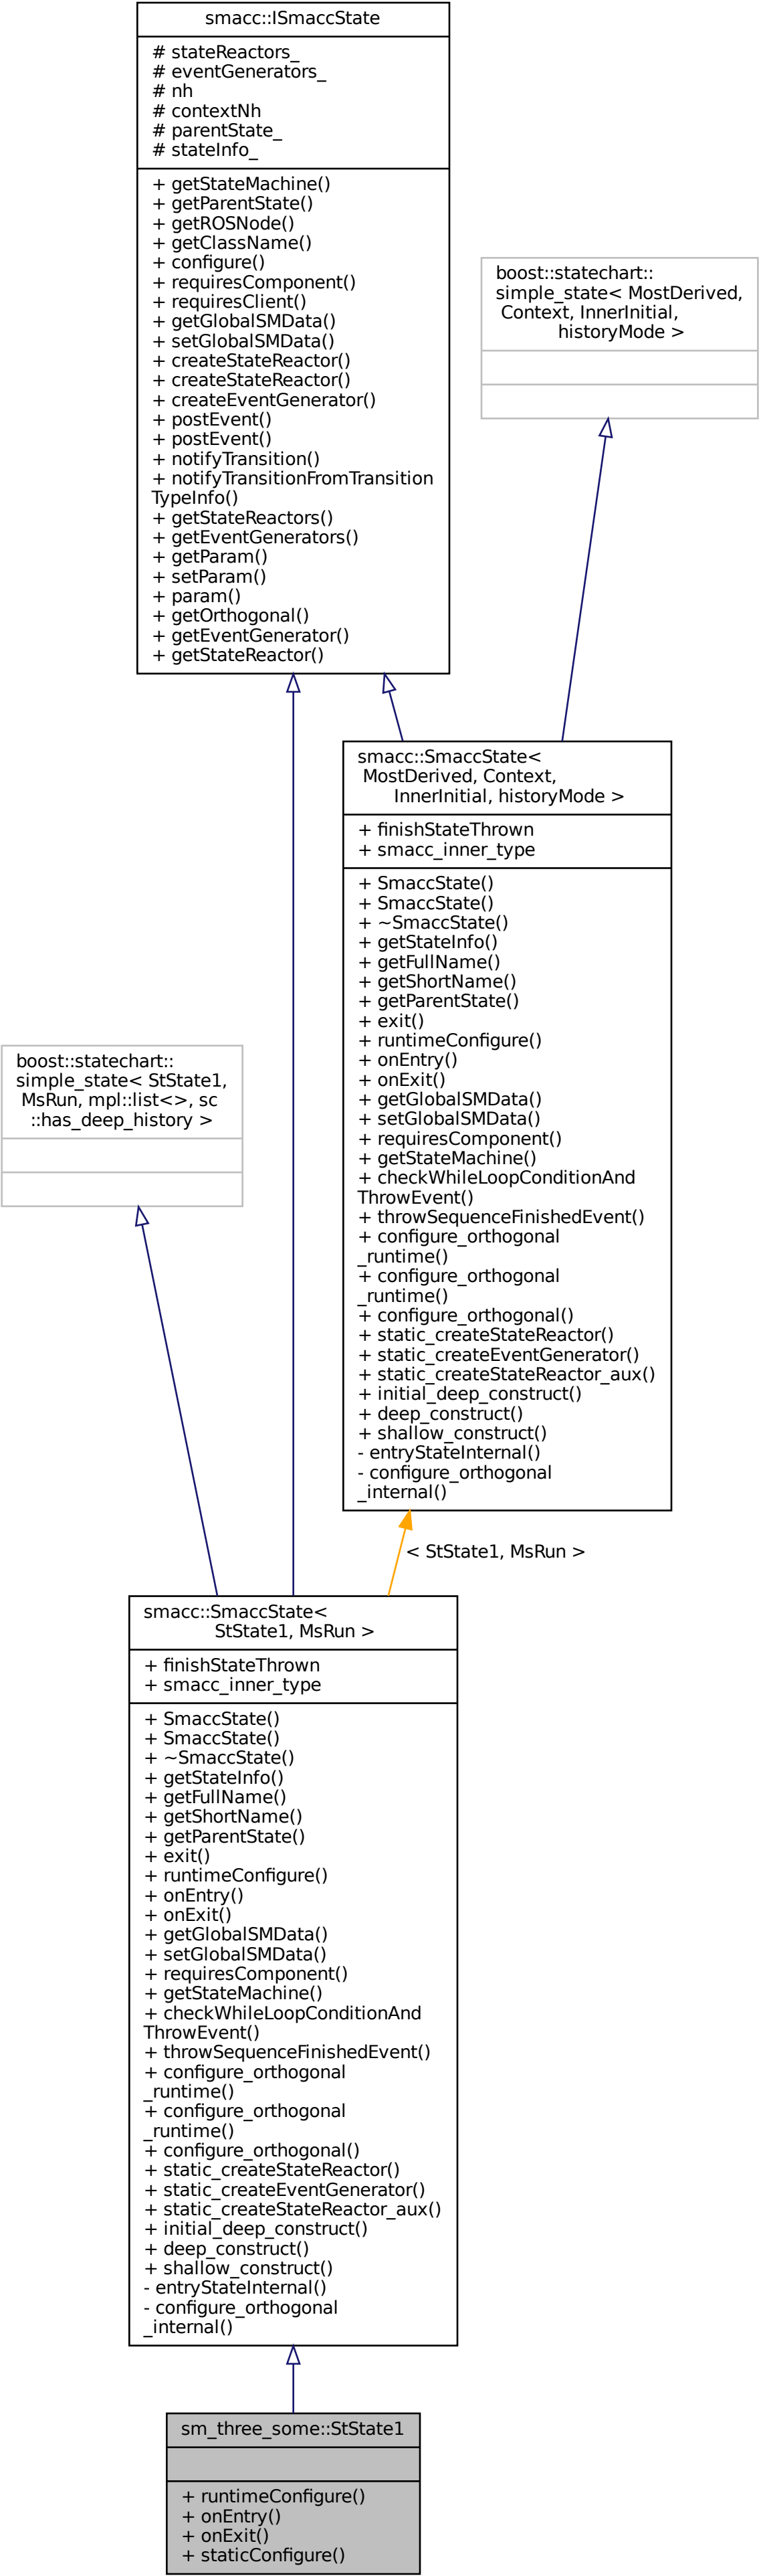 smacc::ISmaccState
# stateReactors_
# eventGenerators_
# nh
# contextNh
# parentState_
# stateInfo_
+ getStateMachine()
+ getParentState()
+ getROSNode()
+ getClassName()
+ configure()
+ requiresComponent()
+ requiresClient()
+ getGlobalSMData()
+ setGlobalSMData()
+ createStateReactor()
+ createStateReactor()
+ createEventGenerator()
+ postEvent()
+ postEvent()
+ notifyTransition()
+ notifyTransitionFromTransition
TypeInfo()
+ getStateReactors()
+ getEventGenerators()
+ getParam()
+ setParam()
+ param()
+ getOrthogonal()
+ getEventGenerator()
+ getStateReactor()
boost::statechart::
simple_state< MostDerived,
Context, InnerInitial,
historyMode >
smacc::SmaccState<
MostDerived, Context,
InnerInitial, historyMode >
+ finishStateThrown
+ smacc_inner_type
+ SmaccState()
+ SmaccState()
+ ~SmaccState()
+ getStateInfo()
+ getFullName()
+ getShortName()
+ getParentState()
+ exit()
+ runtimeConfigure()
+ onEntry()
+ onExit()
+ getGlobalSMData()
+ setGlobalSMData()
+ requiresComponent()
+ getStateMachine()
+ checkWhileLoopConditionAnd
ThrowEvent()
+ throwSequenceFinishedEvent()
+ configure_orthogonal
_runtime()
+ configure_orthogonal
_runtime()
+ configure_orthogonal()
+ static_createStateReactor()
+ static_createEventGenerator()
+ static_createStateReactor_aux()
+ initial_deep_construct()
+ deep_construct()
+ shallow_construct()
- entryStateInternal()
- configure_orthogonal
_internal()
boost::statechart::
simple_state< StState1,
MsRun, mpl::list<>, sc
::has_deep_history >
< StState1, MsRun >
smacc::SmaccState<
StState1, MsRun >
+ finishStateThrown
+ smacc_inner_type
+ SmaccState()
+ SmaccState()
+ ~SmaccState()
+ getStateInfo()
+ getFullName()
+ getShortName()
+ getParentState()
+ exit()
+ runtimeConfigure()
+ onEntry()
+ onExit()
+ getGlobalSMData()
+ setGlobalSMData()
+ requiresComponent()
+ getStateMachine()
+ checkWhileLoopConditionAnd
ThrowEvent()
+ throwSequenceFinishedEvent()
+ configure_orthogonal
_runtime()
+ configure_orthogonal
_runtime()
+ configure_orthogonal()
+ static_createStateReactor()
+ static_createEventGenerator()
+ static_createStateReactor_aux()
+ initial_deep_construct()
+ deep_construct()
+ shallow_construct()
- entryStateInternal()
- configure_orthogonal
_internal()
sm_three_some::StState1
+ runtimeConfigure()
+ onEntry()
+ onExit()
+ staticConfigure()